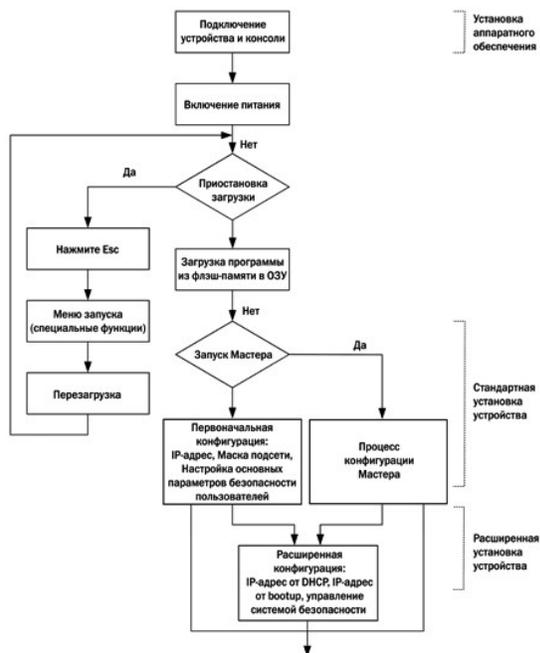 Подключение
устройства и консоли
Установка
аппаратного
обеспечения
Включение питания
Нет
Да
Приостановка
загрузки
Нажмите Esc
Загрузка программы
из флэш-памяти в ОЗУ
Меню запуска
(специальные функции)
Нет
Запуск Мастера
Да
Перезагрузка
Стандартная
установка
устройства
Первоначальная
конфигурация:
IP-адрес, Маска подсети,
Настройка основных
параметров безопасности
пользователей
Процесс
конфигурации
Мастера
Расширенная
установка
устройства
Расширенная
конфигурация:
IP-адрес от DHCP, IP-адрес
от bootup, управление
системой безопасности